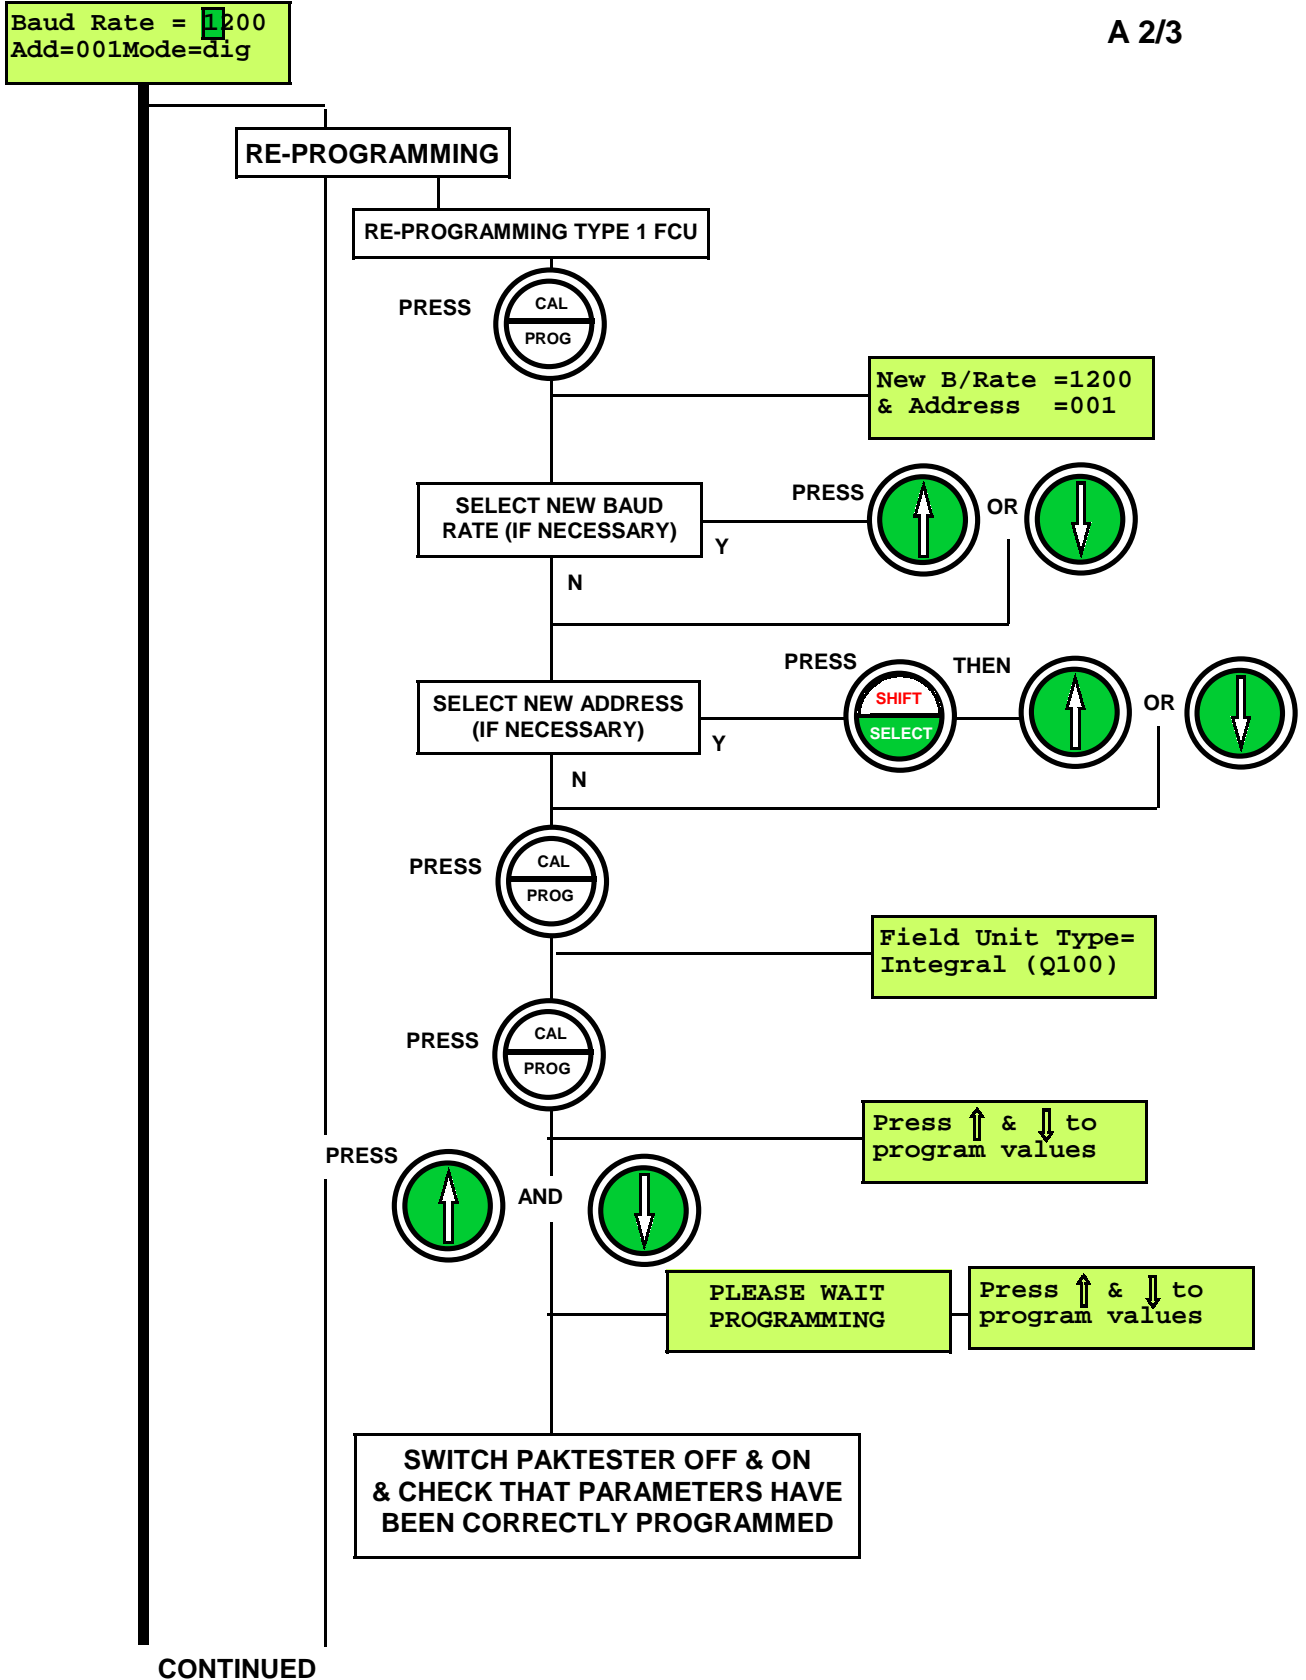 Baud Rate = 1200
Add=001Mode=dig
A 2/3
RE-PROGRAMMING
RE-PROGRAMMING TYPE 1 FCU
PRESS
CAL
PROG
New B/Rate =1200
& Address =001
SELECT NEW BAUD
RATE (IF NECESSARY)
Y
PRESS
OR
N
SELECT NEW ADDRESS
(IF NECESSARY)
Y
PRESS
SHIFT
SELECT
THEN
OR
N
PRESS
CAL
PROG
Field Unit Type=
Integral (Q100)
PRESS
CAL
PROG
Press ⇑ & ⇓ to
program values
PRESS
AND
PLEASE WAIT
PROGRAMMING
Press ⇑ & ⇓ to
program values
SWITCH PAKTESTER OFF & ON
& CHECK THAT PARAMETERS HAVE
BEEN CORRECTLY PROGRAMMED
CONTINUED